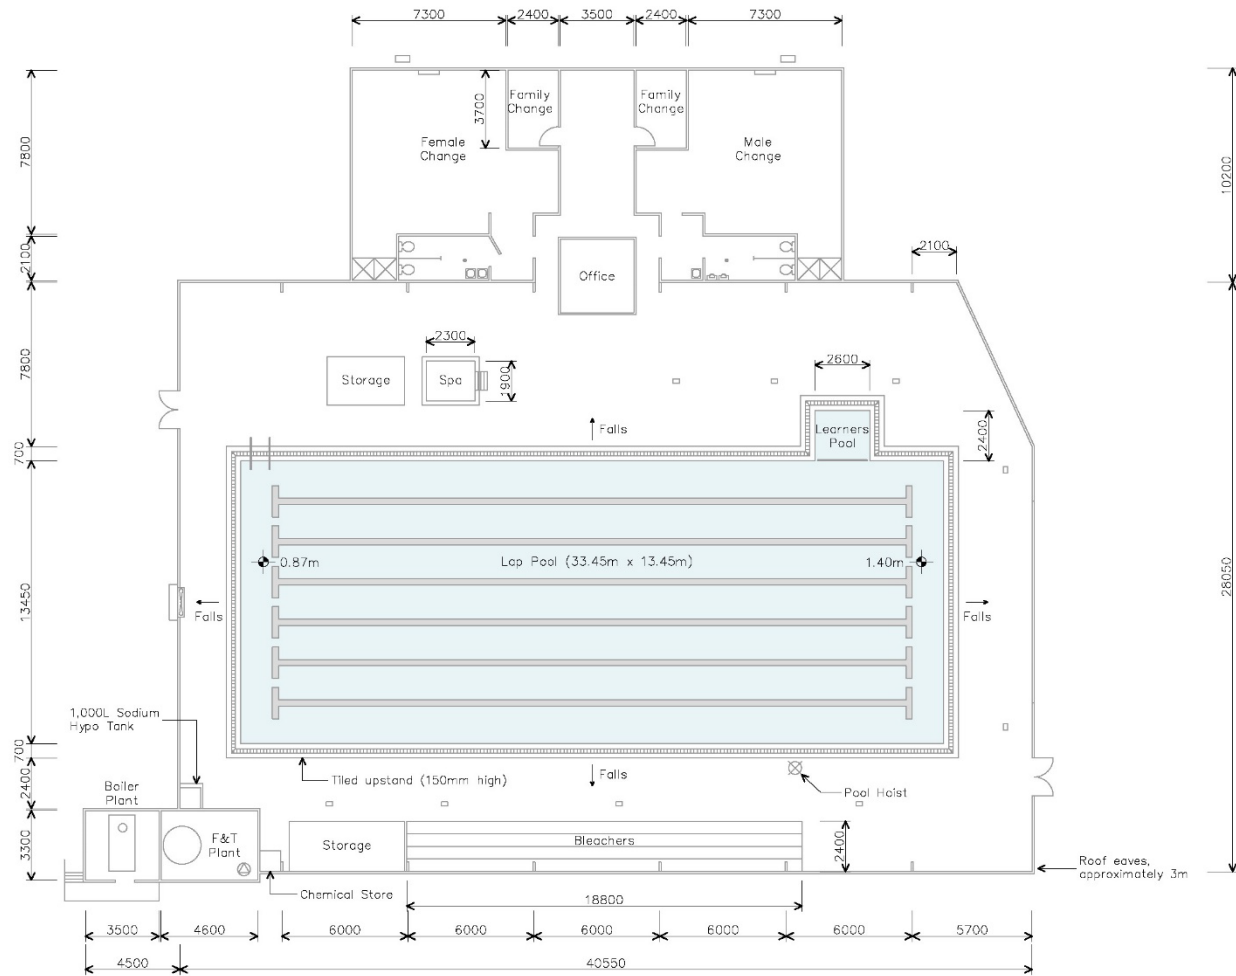 7300
2400
3500
2400
7300
Family
Change
Family
Change
3700
Female
Change
Male
Change
7800
10200
2100
2100
Office
2300
2600
1900
Storage
Spa
7800
Falls
Learners
Pool
2400
700
0.87m
Lap Pool (33.45m x 13.45m)
1.40m
13450
28050
Falls
Falls
1,000L Sodium
Hypo Tank
700
Tiled upstand (150mm high)
Falls
Pool Hoist
2400
Boiler
Plant
3300
F&T
Plant
Storage
Bleachers
2400
Roof eaves,
approximately 3m
Chemical Store
18800
3500
4600
6000
6000
6000
6000
6000
5700
4500
40550